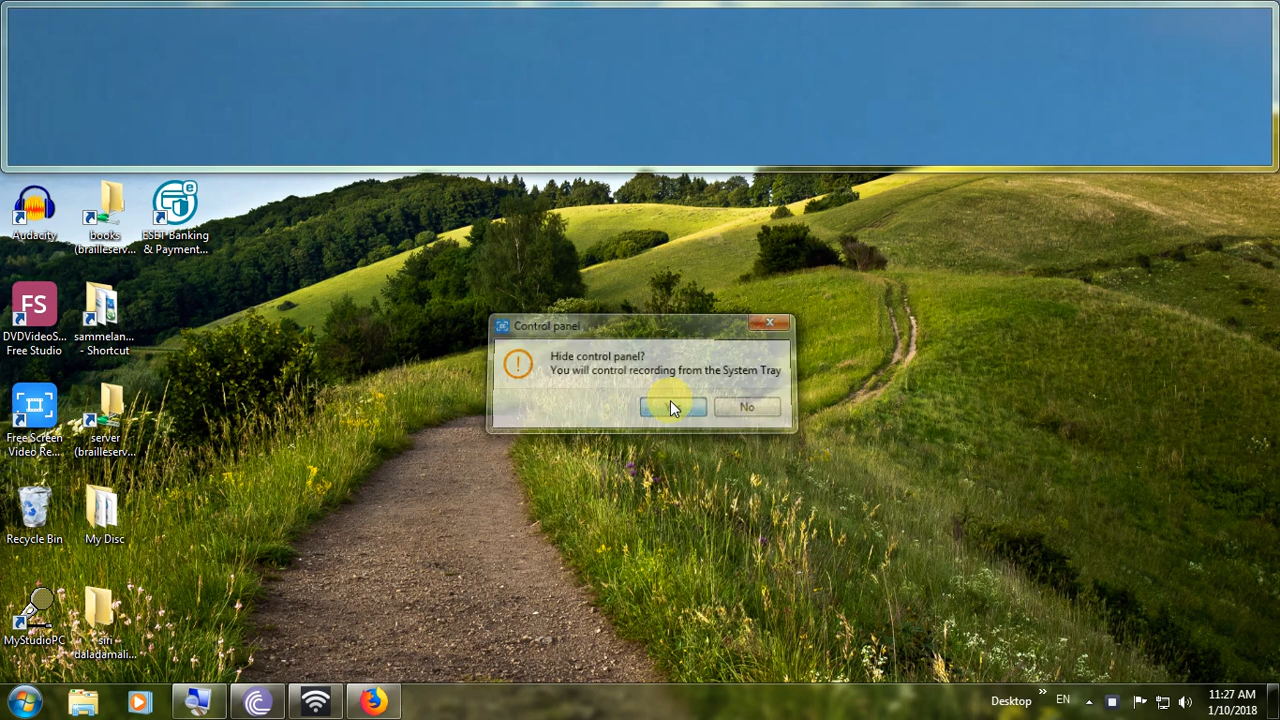 Audacity
books
(brailleserv...
ESET Banking
& Payment...
FS
DVDVideoS...
Free Studio
sammelan...
- Shortcut
Free Screen
Video Re...
server
(brailleserv...
Recycle Bin
My Disc
MyStudioPC
siri
daladamali...
Control panel
Hide control panel?
You will control recording from the System Tray
No
Desktop
EN
11:27 AM
1/10/2018